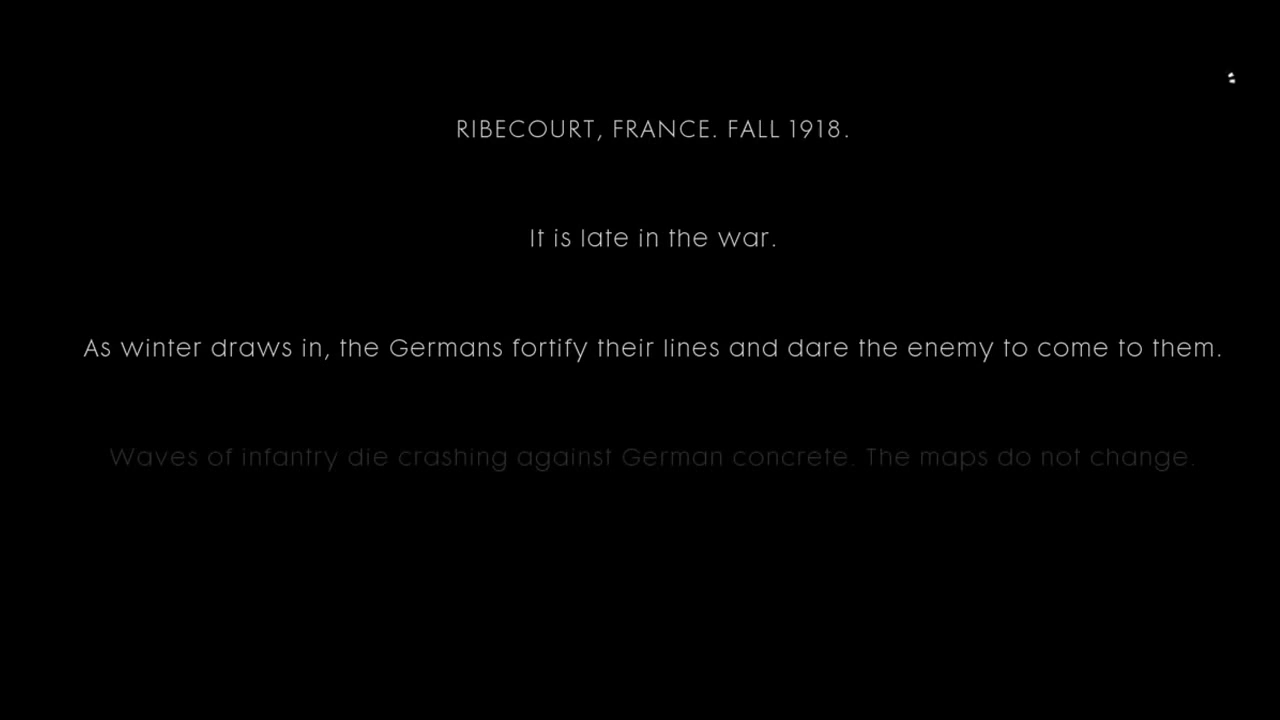 RIBECOURT, FRANCE. FALL 1918.
It is late in the war.
As winter draws in, the Germans fortify their lines and dare the enemy to come to them.
Waves of infantry die crashing against German concrete. The maps do not change.